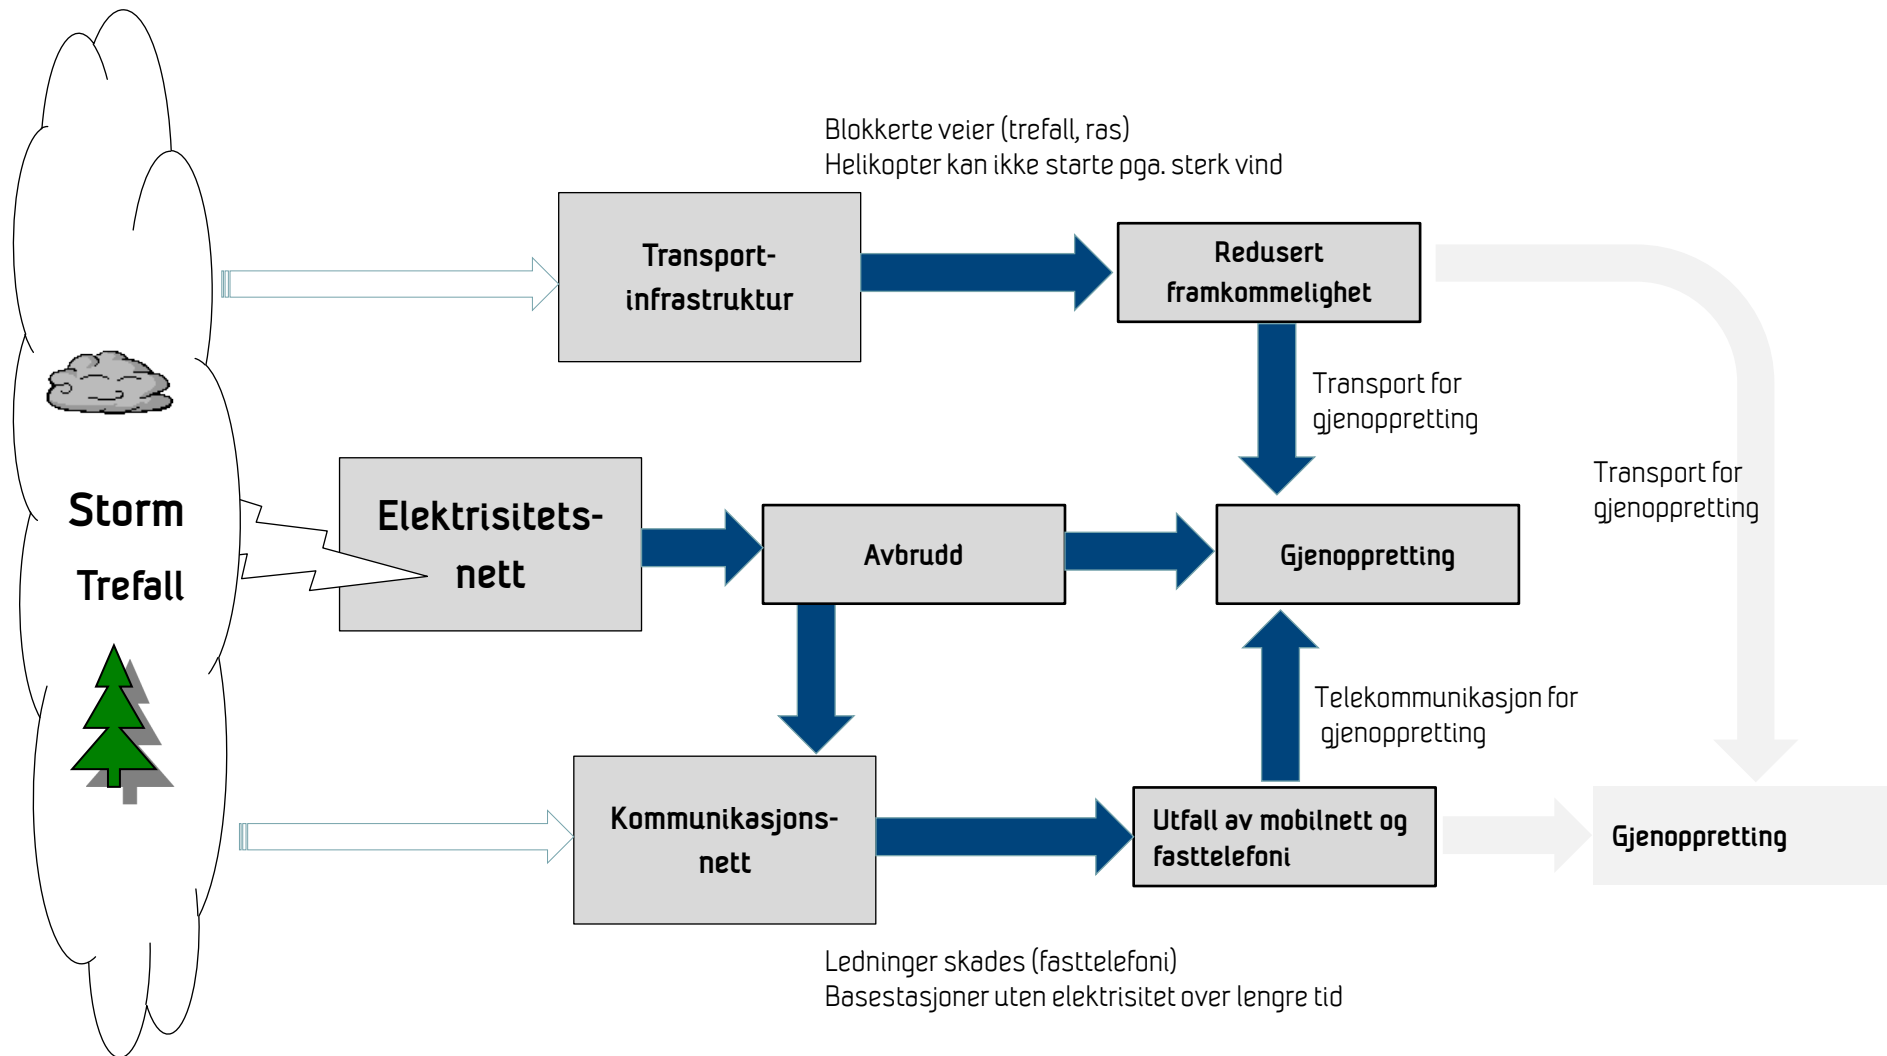 Blokkerte veier (trefall, ras)
Helikopter kan ikke starte pga. sterk vind
Transport-
infrastruktur
Redusert
framkommelighet
Transport for
gjenoppretting
Transport for
gjenoppretting
Storm
Trefall
Elektrisitets-
nett
Avbrudd
Gjenoppretting
Telekommunikasjon for
gjenoppretting
Kommunikasjons-
nett
Utfall av mobilnett og
fasttelefoni
Gjenoppretting
Ledninger skades (fasttelefoni)
Basestasjoner uten elektrisitet over lengre tid